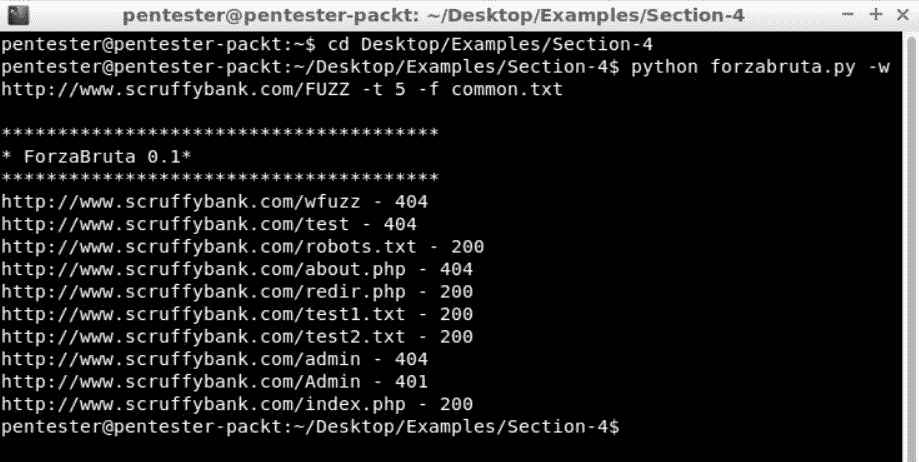 pentester@pentester-packt: ~/Desktop/Examples/Section-4
pentester@pentester-packt:~$ cd Desktop/Examples/Section-4
pentester@pentester-packt:~/Desktop/Examples/Section-4$ python forzabruta.py -w
http://www.scruffybank.com/FUZZ -t 5 -f common.txt
***************************************
* ForzaBruta 0.1*
***************************************
http://www.scruffybank.com/wfuzz - 404
http://www.scruffybank.com/test - 404
http://www.scruffybank.com/robots.txt - 200
http://www.scruffybank.com/about.php - 404
http://www.scruffybank.com/redir.php - 200
http://www.scruffybank.com/test1.txt - 200
http://www.scruffybank.com/test2.txt - 200
http://www.scruffybank.com/admin - 404
http://www.scruffybank.com/Admin - 401
http://www.scruffybank.com/index.php - 200
pentester@pentester-packt:~/Desktop/Examples/Section-4$